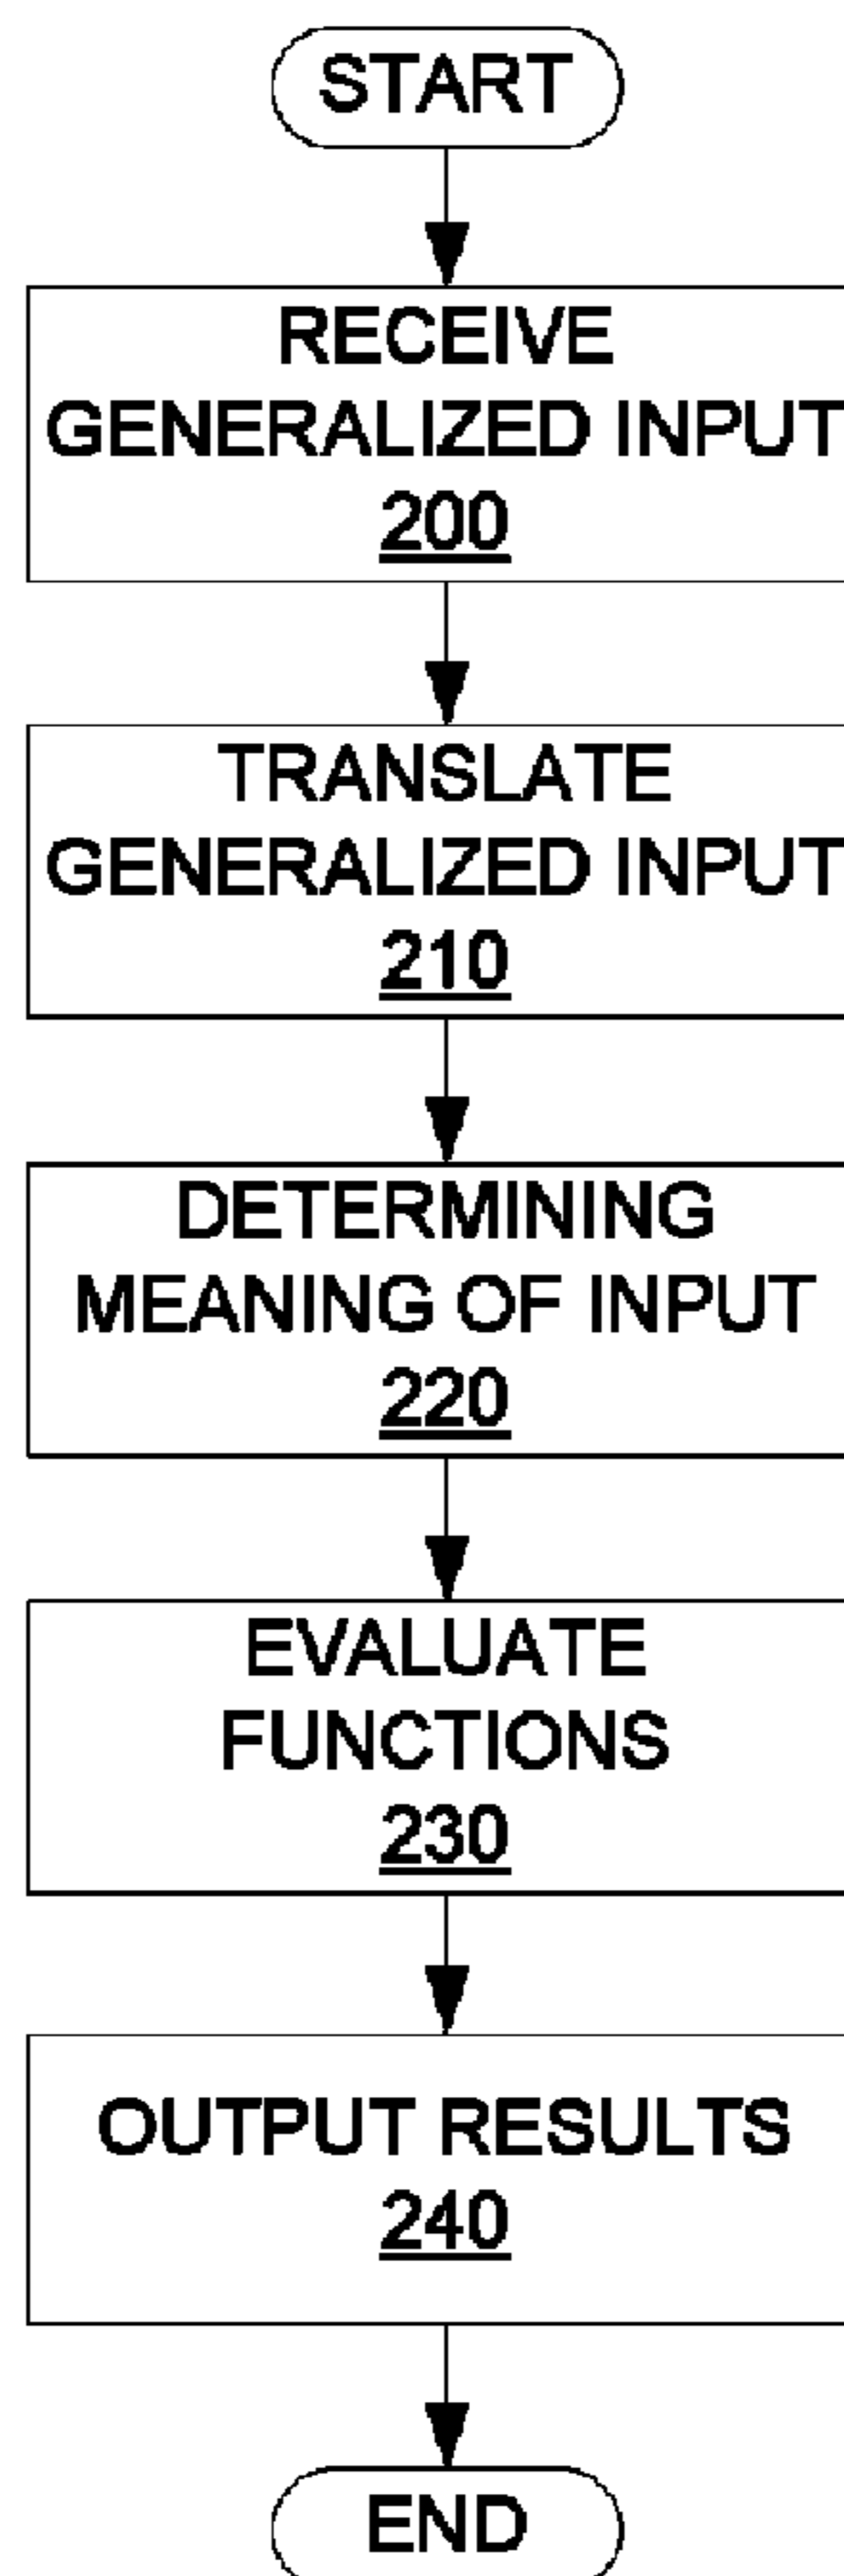 START
RECEIVE
GENERALIZED INPUT
200
TRANSLATE
GENERALIZED INPUT
210
DETERMINING
MEANING OF INPUT
220
EVALUATE
FUNCTIONS
230
OUTPUT RESULTS
240
END